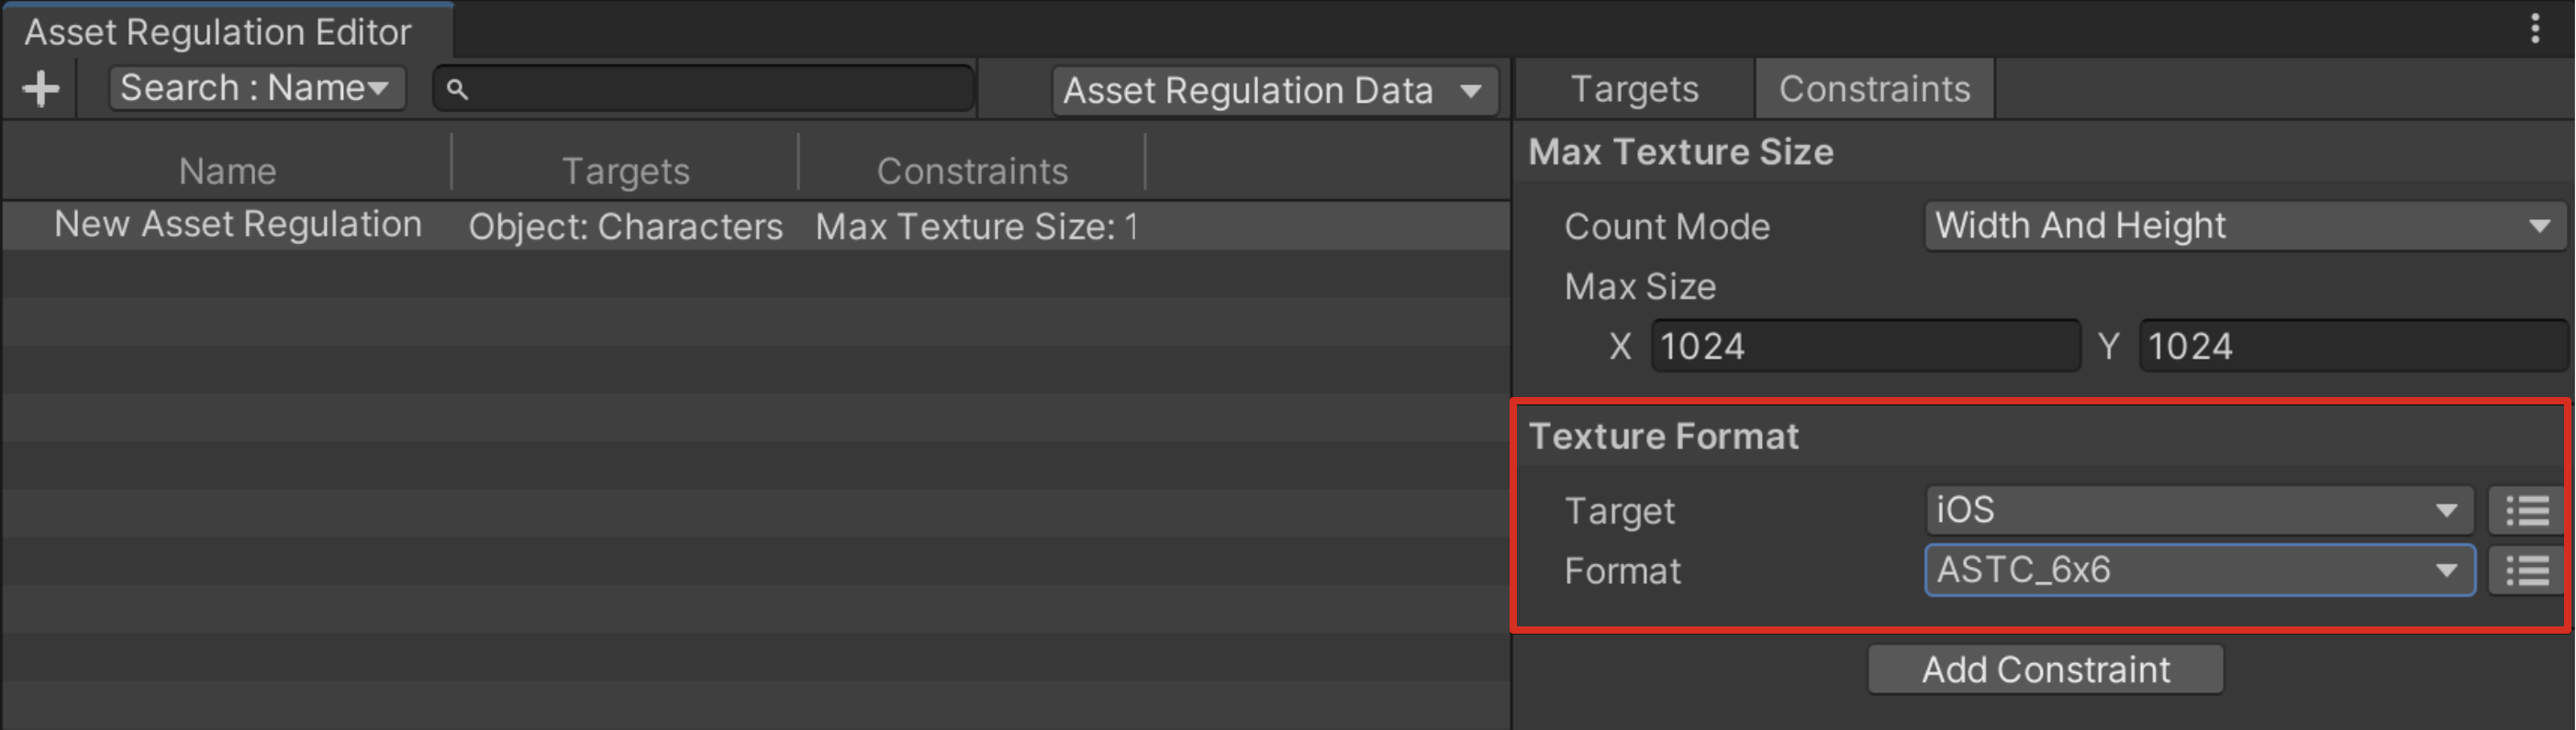 Asset Regulation Editor
Search : Name
Asset Regulation Data
Targets
Constraints
Name
Targets
Constraints
New Asset Regulation
Object: Characters
Max Texture Size: 1
Max Texture Size
Count Mode
Width And Height
Max Size
X 1024 Y 1024
Texture Format
Target
iOS
Format
ASTC_6x6
Add Constraint